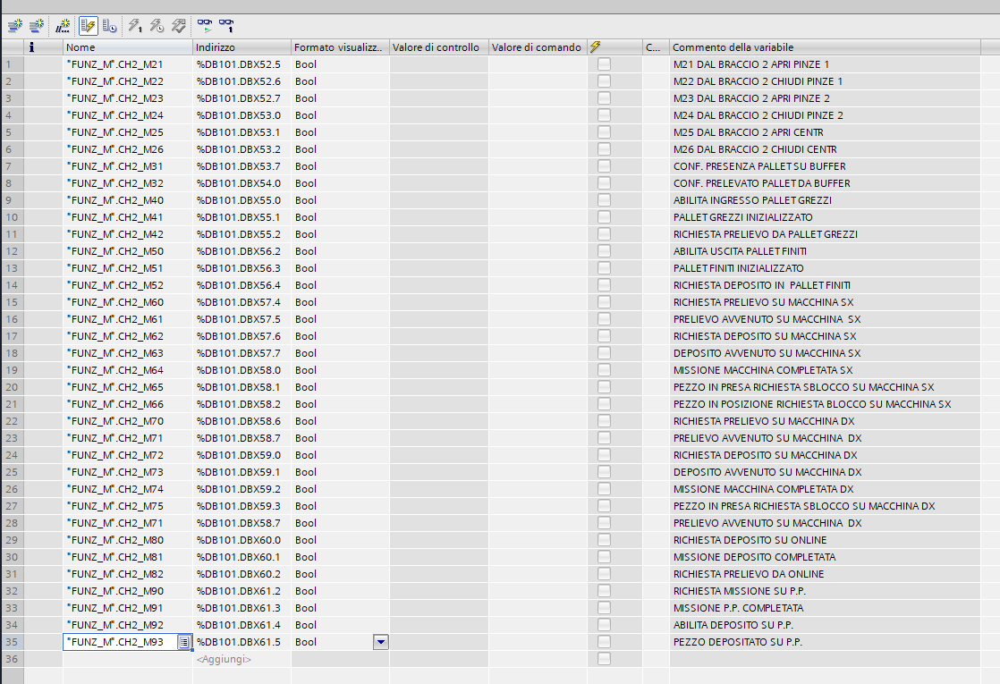 i Nome Indirizzo Formato visualizz.. Valore di controllo Valore di comando C... Commento della variabile
1 "FUNZ_M".CH2_M21 %DB101.DBX52.5 Bool M21 DAL BRACCIO 2 APRI PINZE 1
2 "FUNZ_M".CH2_M22 %DB101.DBX52.6 Bool M22 DAL BRACCIO 2 CHIUDI PINZE 1
3 "FUNZ_M".CH2_M23 %DB101.DBX52.7 Bool M23 DAL BRACCIO 2 APRI PINZE 2
4 "FUNZ_M".CH2_M24 %DB101.DBX53.0 Bool M24 DAL BRACCIO 2 CHIUDI PINZE 2
5 "FUNZ_M".CH2_M25 %DB101.DBX53.1 Bool M25 DAL BRACCIO 2 APRI CENTR
6 "FUNZ_M".CH2_M26 %DB101.DBX53.2 Bool M26 DAL BRACCIO 2 CHIUDI CENTR
7 "FUNZ_M".CH2_M31 %DB101.DBX53.7 Bool CONF. PRESENZA PALLET SU BUFFER
8 "FUNZ_M".CH2_M32 %DB101.DBX54.0 Bool CONF. PRELEVATO PALLET DA BUFFER
9 "FUNZ_M".CH2_M40 %DB101.DBX55.0 Bool ABILITA INGRESSO PALLET GREZZI
10 "FUNZ_M".CH2_M41 %DB101.DBX55.1 Bool PALLET GREZZI INIZIALIZZATO
11 "FUNZ_M".CH2_M42 %DB101.DBX55.2 Bool RICHIESTA PRELIEVO DA PALLET GREZZI
12 "FUNZ_M".CH2_M50 %DB101.DBX56.2 Bool ABILITA USCITA PALLET FINITI
13 "FUNZ_M".CH2_M51 %DB101.DBX56.3 Bool PALLET FINITI INIZIALIZZATO
14 "FUNZ_M".CH2_M52 %DB101.DBX56.4 Bool RICHIESTA DEPOSITO IN  PALLET FINITI
15 "FUNZ_M".CH2_M60 %DB101.DBX57.4 Bool RICHIESTA PRELIEVO SU MACCHINA SX
16 "FUNZ_M".CH2_M61 %DB101.DBX57.5 Bool PRELIEVO AVVENUTO SU MACCHINA  SX
17 "FUNZ_M".CH2_M62 %DB101.DBX57.6 Bool RICHIESTA DEPOSITO SU MACCHINA SX
18 "FUNZ_M".CH2_M63 %DB101.DBX57.7 Bool DEPOSITO AVVENUTO SU MACCHINA SX
19 "FUNZ_M".CH2_M64 %DB101.DBX58.0 Bool MISSIONE MACCHINA COMPLETATA SX
20 "FUNZ_M".CH2_M65 %DB101.DBX58.1 Bool PEZZO IN PRESA RICHIESTA SBLOCCO SU MACCHINA SX
21 "FUNZ_M".CH2_M66 %DB101.DBX58.2 Bool PEZZO IN POSIZIONE RICHIESTA BLOCCO SU MACCHINA SX
22 "FUNZ_M".CH2_M70 %DB101.DBX58.6 Bool RICHIESTA PRELIEVO SU MACCHINA DX
23 "FUNZ_M".CH2_M71 %DB101.DBX58.7 Bool PRELIEVO AVVENUTO SU MACCHINA  DX
24 "FUNZ_M".CH2_M72 %DB101.DBX59.0 Bool RICHIESTA DEPOSITO SU MACCHINA DX
25 "FUNZ_M".CH2_M73 %DB101.DBX59.1 Bool DEPOSITO AVVENUTO SU MACCHINA DX
26 "FUNZ_M".CH2_M74 %DB101.DBX59.2 Bool MISSIONE MACCHINA COMPLETATA DX
27 "FUNZ_M".CH2_M75 %DB101.DBX59.3 Bool PEZZO IN PRESA RICHIESTA SBLOCCO SU MACCHINA DX
28 "FUNZ_M".CH2_M71 %DB101.DBX58.7 Bool PRELIEVO AVVENUTO SU MACCHINA  DX
29 "FUNZ_M".CH2_M80 %DB101.DBX60.0 Bool RICHIESTA DEPOSITO SU ONLINE
30 "FUNZ_M".CH2_M81 %DB101.DBX60.1 Bool MISSIONE DEPOSITO COMPLETATA
31 "FUNZ_M".CH2_M82 %DB101.DBX60.2 Bool RICHIESTA PRELIEVO DA ONLINE
32 "FUNZ_M".CH2_M90 %DB101.DBX61.2 Bool RICHIESTA MISSIONE SU P.P.
33 "FUNZ_M".CH2_M91 %DB101.DBX61.3 Bool MISSIONE P.P. COMPLETATA
34 "FUNZ_M".CH2_M92 %DB101.DBX61.4 Bool ABILITA DEPOSITO SU P.P.
35 "FUNZ_M".CH2_M93 %DB101.DBX61.5 Bool PEZZO DEPOSITATO SU P.P.
36 <Aggiungi>